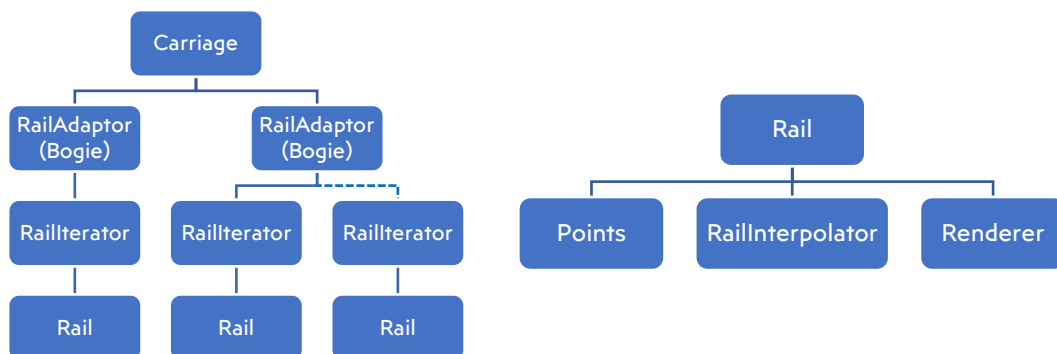 Carriage
RailAdaptor
(Bogie)
RailAdaptor
(Bogie)
RailIterator
RailIterator
RailIterator
Rail
Rail
Rail
Rail
Points
RailInterpolator
Renderer